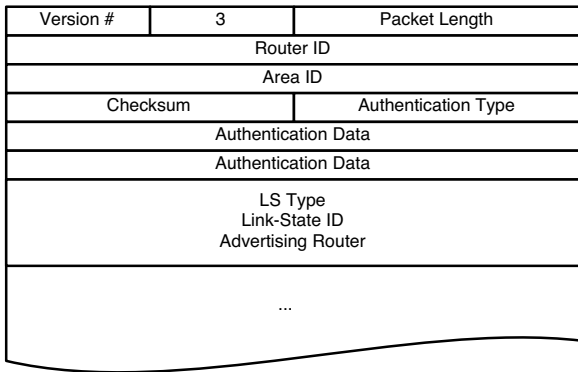 Version # 3 Packet Length
Router ID
Area ID
Checksum Authentication Type
Authentication Data
Authentication Data
LS Type
Link-State ID
Advertising Router
...